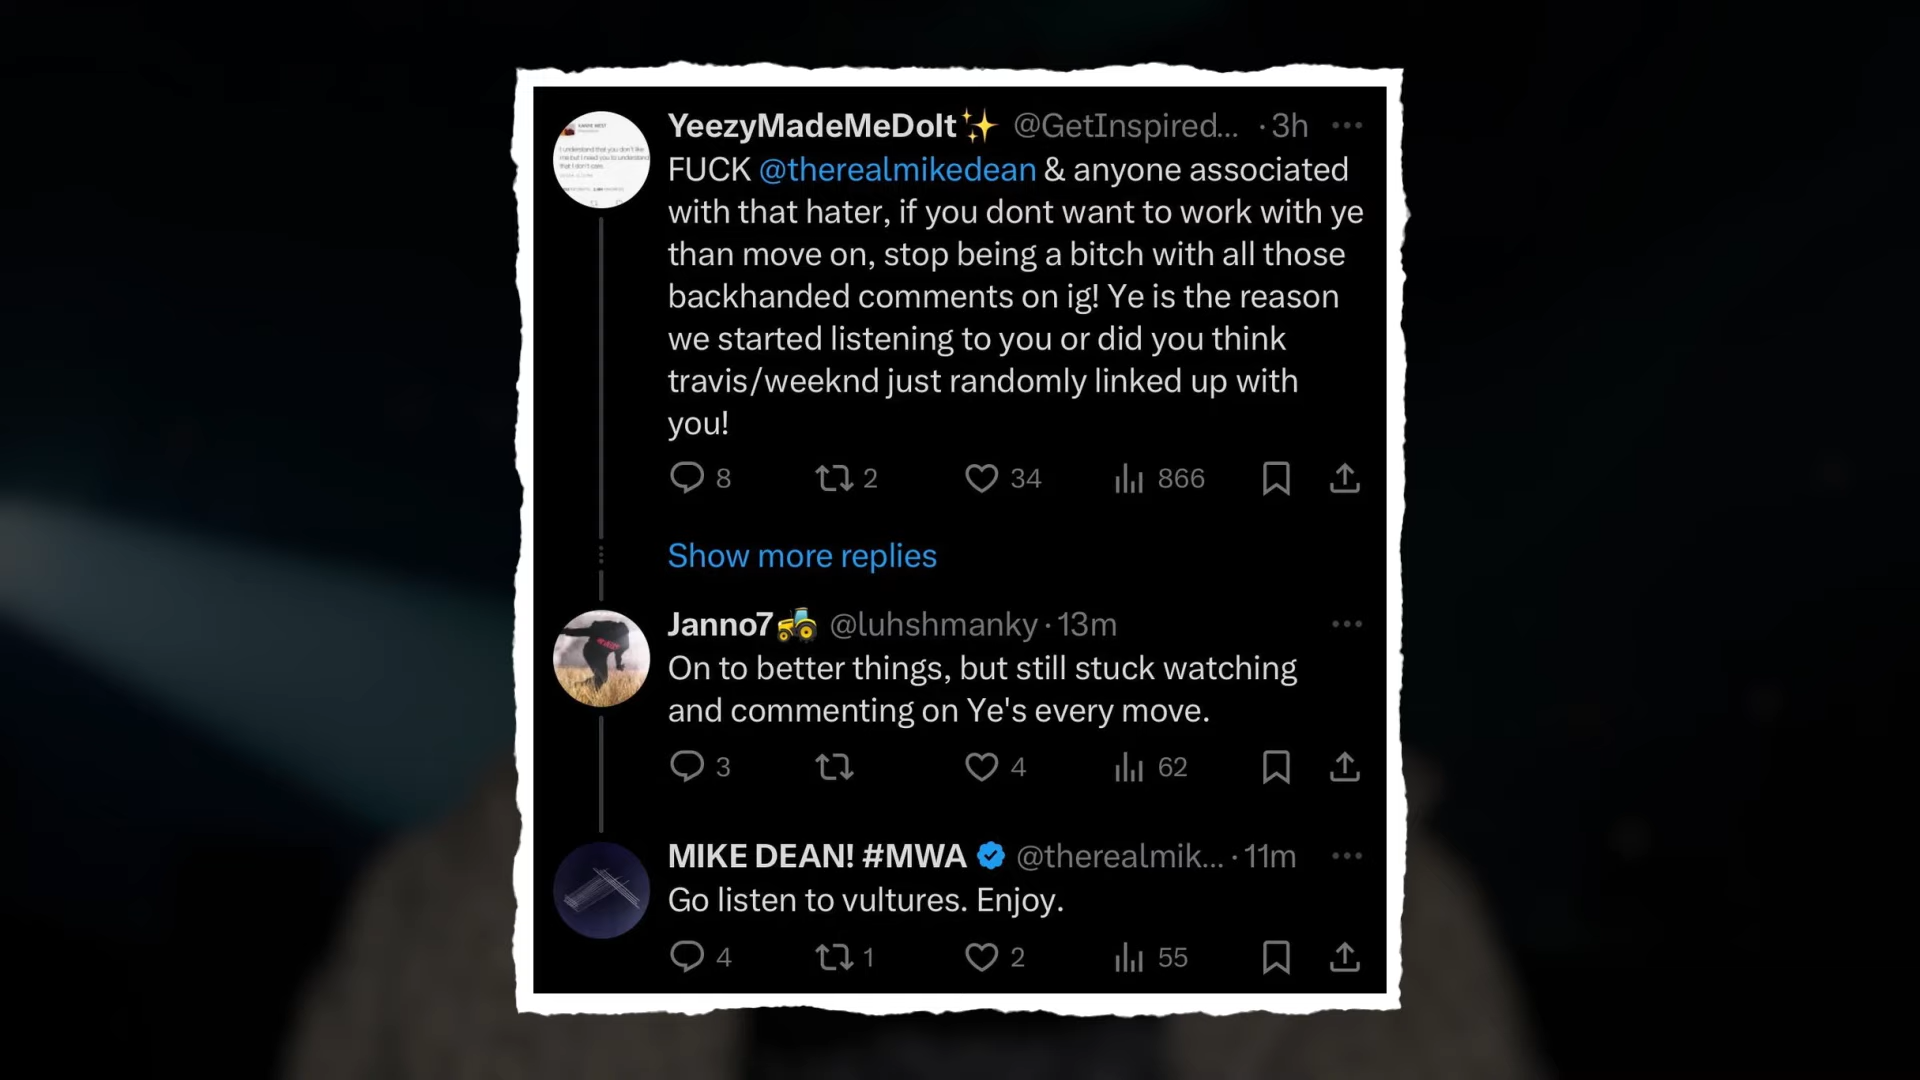 YeezyMadeMeDoIt✨ @GetInspired... · 3h
FUCK @therealmikedean & anyone associated
with that hater, if you dont want to work with ye
than move on, stop being a bitch with all those
backhanded comments on ig! Ye is the reason
we started listening to you or did you think
travis/weeknd just randomly linked up with
you!
8 2 34 866
Show more replies
Janno7🚜 @luhshmanky · 13m
On to better things, but still stuck watching
and commenting on Ye's every move.
3 4 62
MIKE DEAN! #MWA @therealmik... · 11m
Go listen to vultures. Enjoy.
4 1 2 55